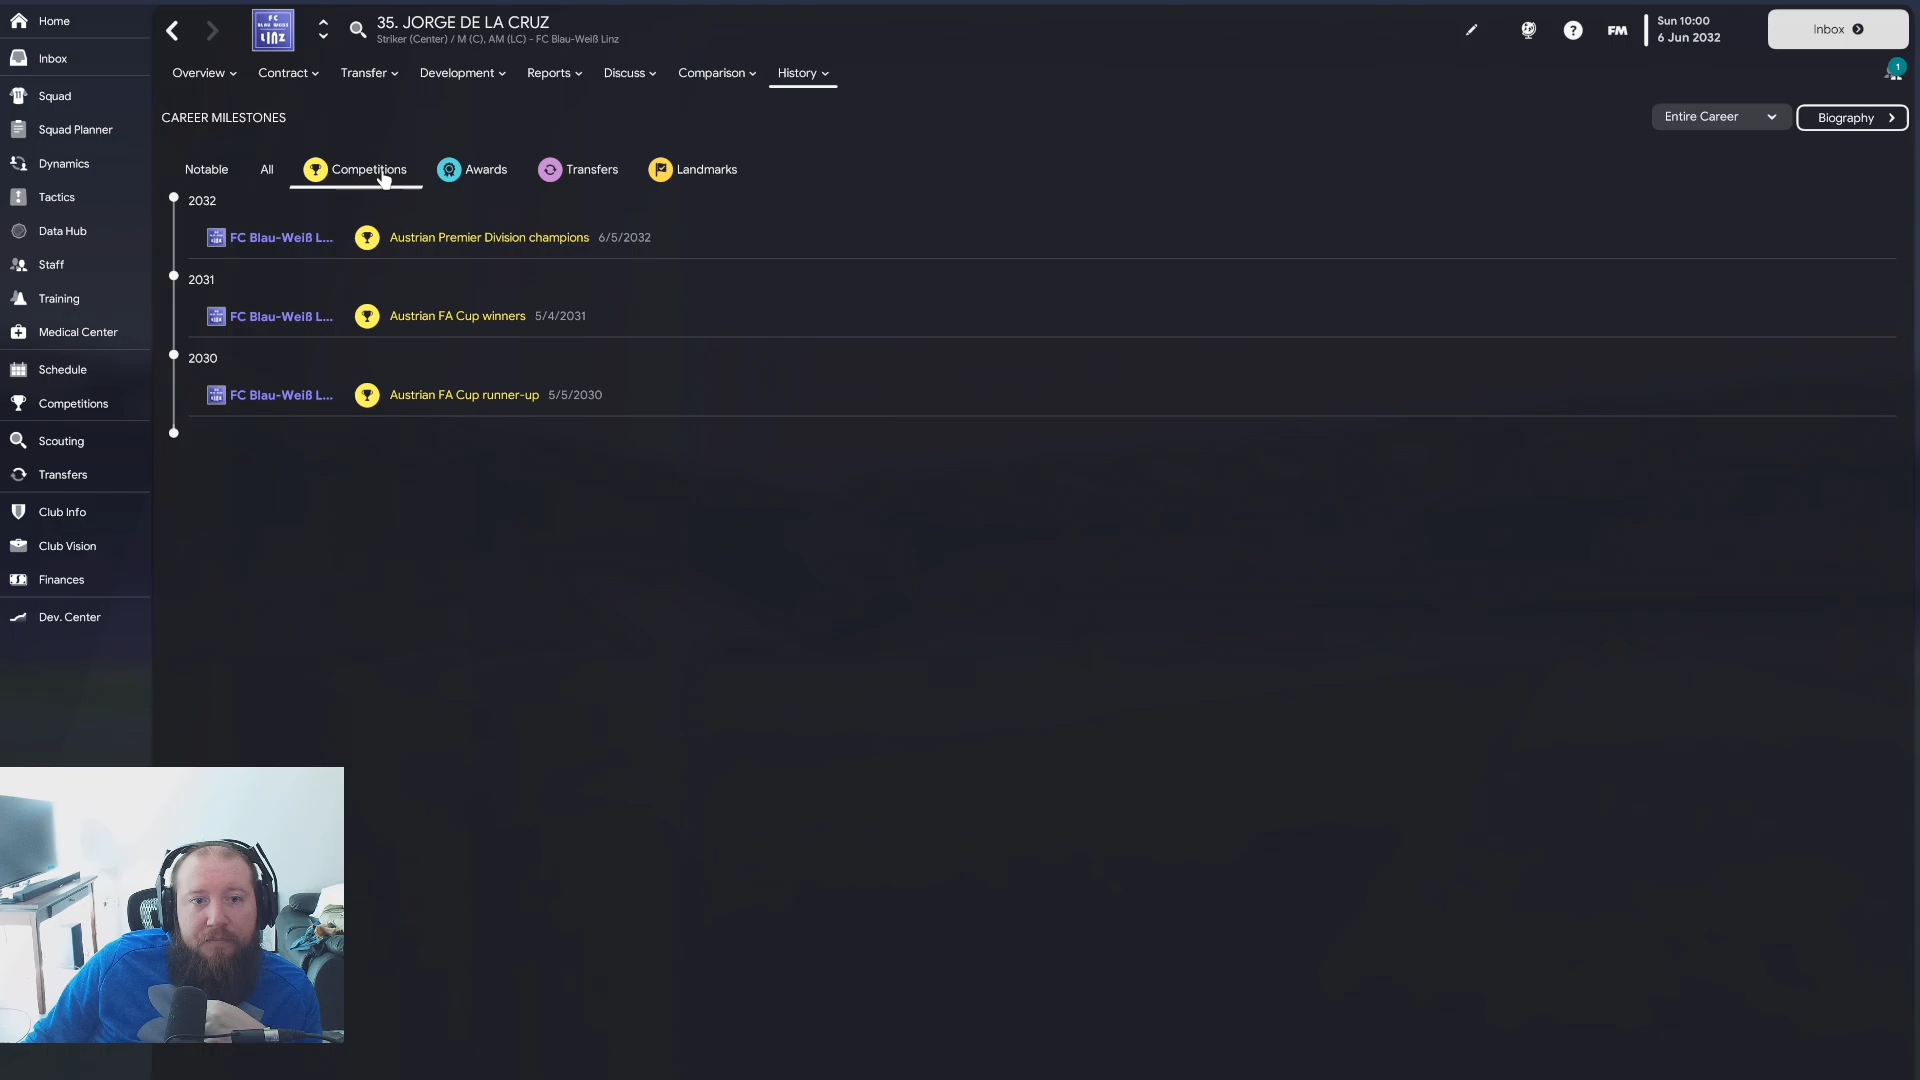 Home
Inbox
Squad
Squad Planner
Dynamics
Tactics
Data Hub
Staff
Training
Medical Center
Schedule
Competitions
Scouting
Transfers
Club Info
Club Vision
Finances
Dev. Center
FC BLAU WEISS LINZ
35. JORGE DE LA CRUZ
Striker (Center) / M (C), AM (LC) - FC Blau-Weiß Linz
FM
Sun 10:00
6 Jun 2032
Inbox
Overview Contract Transfer Development Reports Discuss Comparison History
1
CAREER MILESTONES
Entire Career
Biography
Notable All Competitions Awards Transfers Landmarks
2032
FC Blau-Weiß L... Austrian Premier Division champions 6/5/2032
2031
FC Blau-Weiß L... Austrian FA Cup winners 5/4/2031
2030
FC Blau-Weiß L... Austrian FA Cup runner-up 5/5/2030